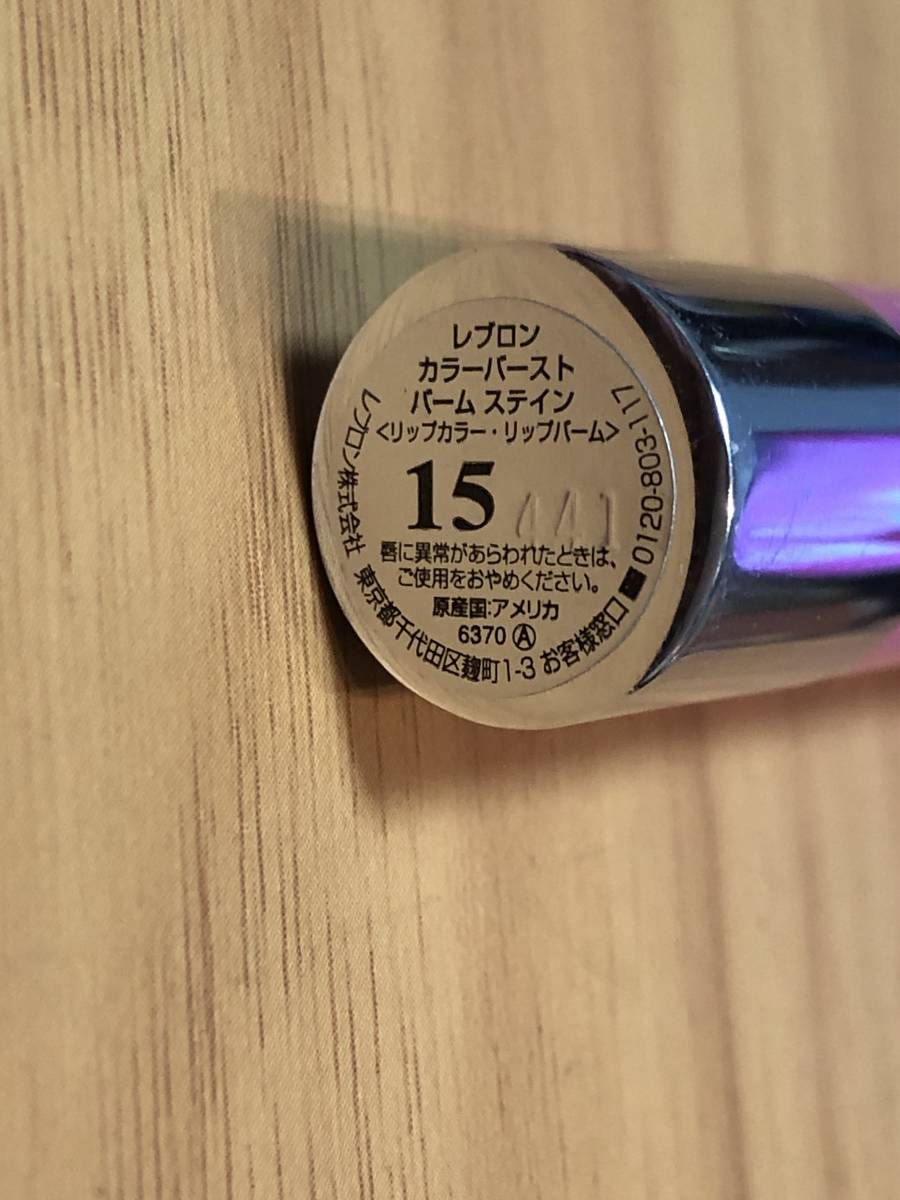 レブロン
カラーバースト
バーム ステイン
<リップカラー・リップバーム>
15
441
唇に異常があらわれたときは、
ご使用をおやめください。
原産国:アメリカ
6370 Ⓐ
レブロン株式会社 東京都千代田区麹町1-3 お客様窓口 0120-803-117